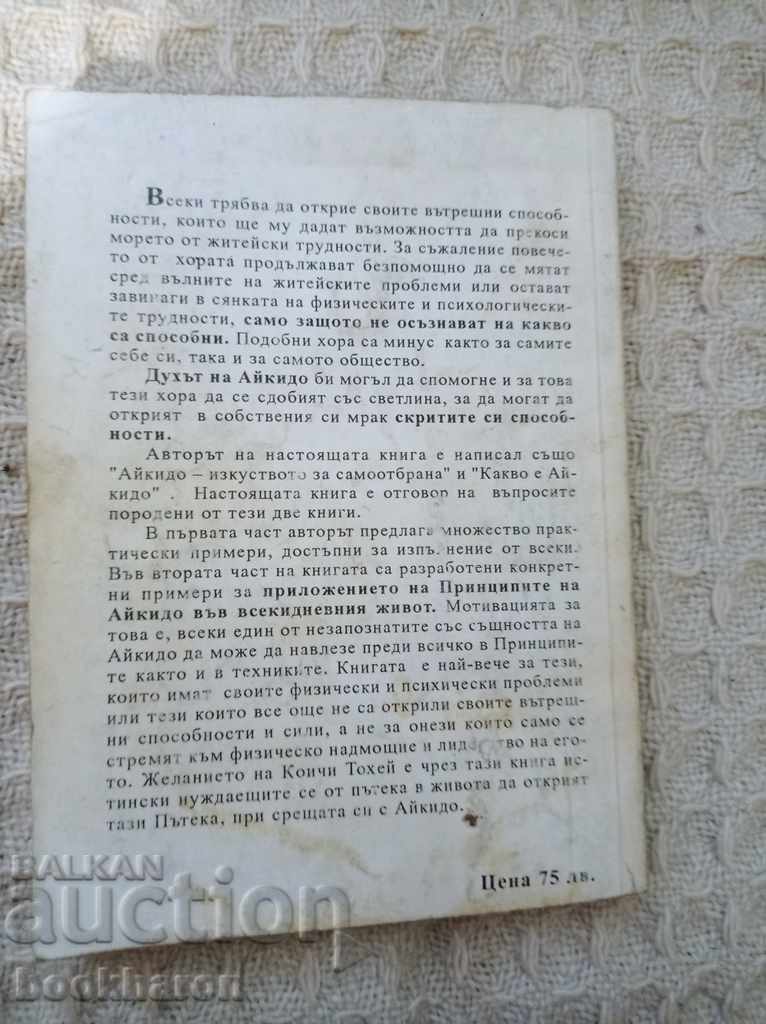 Всеки трябва да открие своите вътрешни способ-
ности, които ще му дадат възможността да прекоси
морето от житейски трудности. За съжаление повече-
то от хората продължават безпомощно да се мятат
сред вълните на житейските проблеми или остават
завинаги в сянката на физическите и психологически-
те трудности, само защото не осъзнават на какво
са способни. Подобни хора са минус както за самите
себе си, така и за самото общество.
Духът на Айкидо би могъл да спомогне и за това
тези хора да се сдобият със светлина, за да могат да
открият в собствения си мрак скритите си способ-
ности.
Авторът на настоящата книга е написал също
"Айкидо – изкуството за самоотбрана" и "Какво е Ай-
кидо" . Настоящата книга е отговор на въпросите
породени от тези две книги.
В първата част авторът предлага множество прак-
тически примери, достъпни за изпълнение от всеки.
Във втората част на книгата са разработени конкрет-
ни примери за приложението на Принципите на
Айкидо във всекидневния живот. Мотивацията за
това е, всеки един от незапознатите със същността на
Айкидо да може да навлезе преди всичко в Принципи-
те както и в техниките. Книгата е най-вече за тези,
които имат своите физически и психически проблеми
или тези които все още не са открили своите вътреш-
ни способности и сили, а не за онези които само се
стремят към физическо надмощие и лидерство на его-
то. Желанието на Коичи Тохей е чрез тази книга ис-
тински нуждаещите се от пътека в живота да открият
тази Пътека, при срещата си с Айкидо.
Цена 75 лв.
BALKAN
auction
bookharon